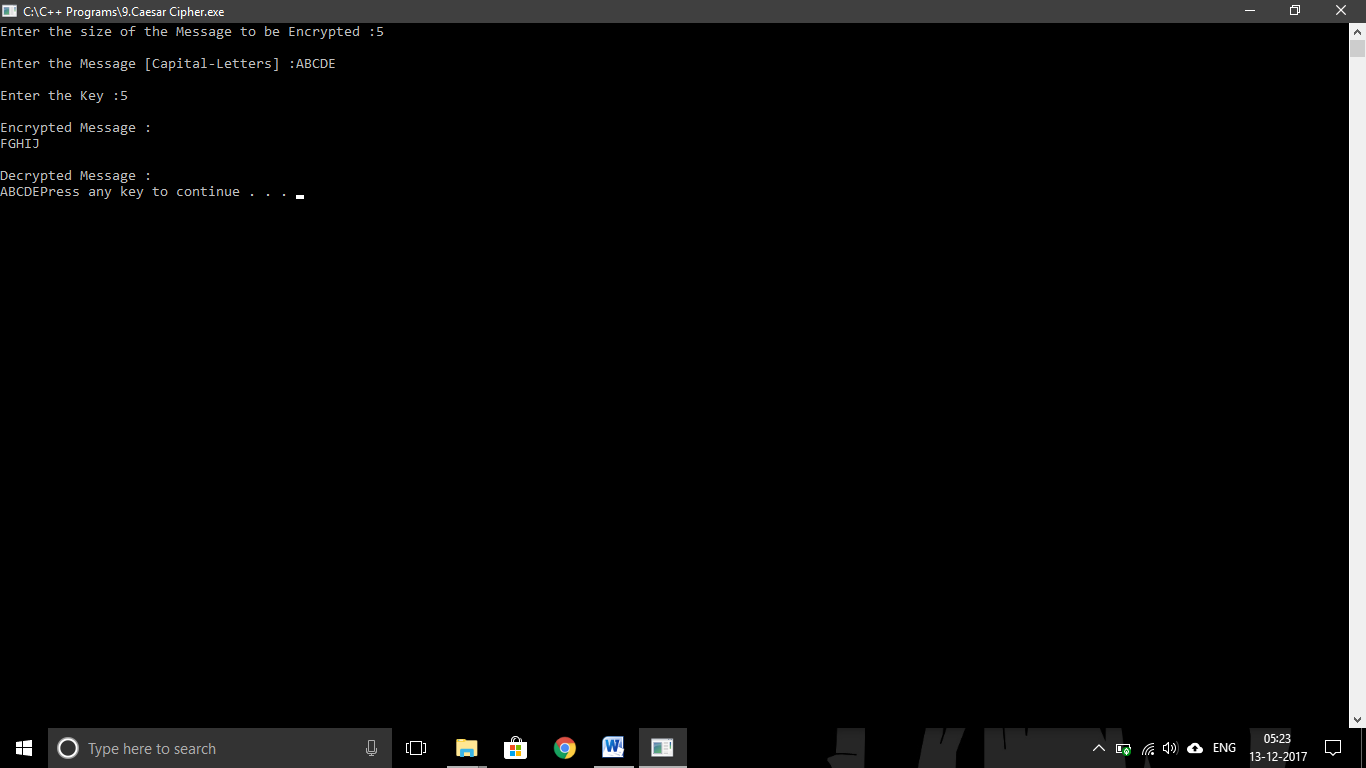 C:\C++ Programs\9.Caesar Cipher.exe
Enter the size of the Message to be Encrypted :5
Enter the Message [Capital-Letters] :ABCDE
Enter the Key :5
Encrypted Message :
FGHIJ
Decrypted Message :
ABCDEPress any key to continue . . .
Type here to search
ENG
05:23
13-12-2017